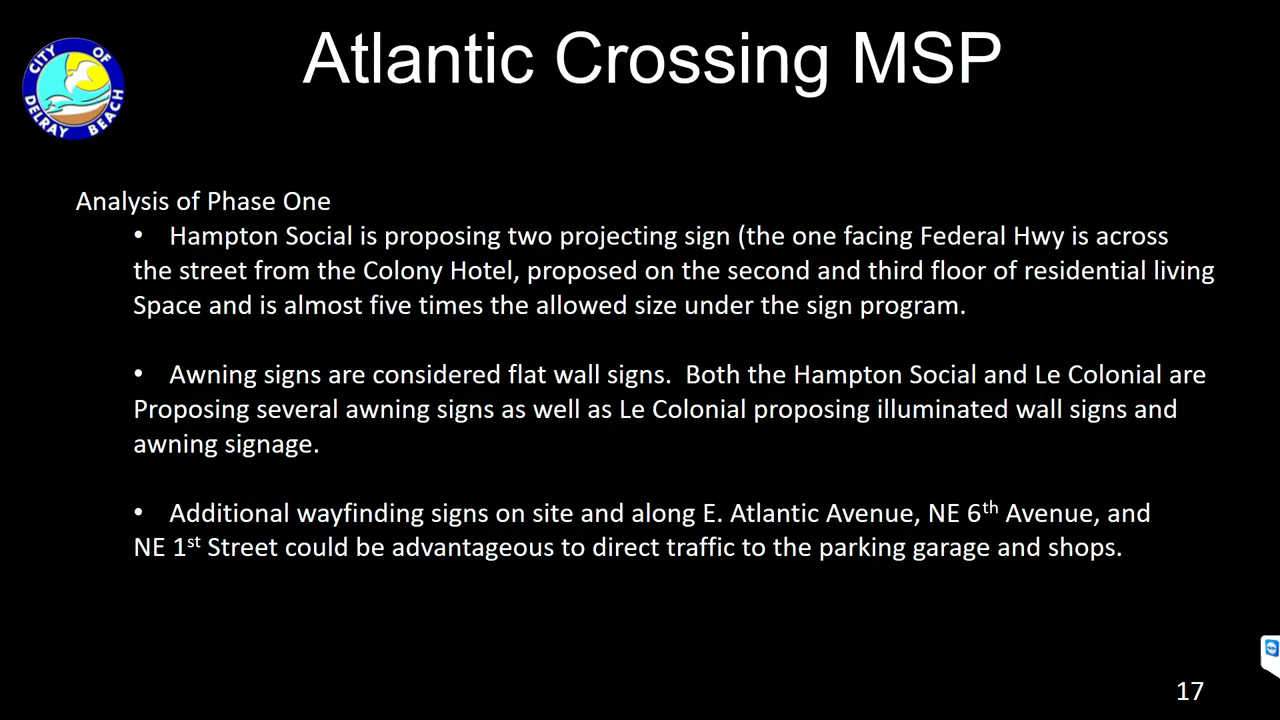 Atlantic Crossing MSP
CITY OF
DELRAY BEACH
Analysis of Phase One
• Hampton Social is proposing two projecting sign (the one facing Federal Hwy is across
the street from the Colony Hotel, proposed on the second and third floor of residential living
Space and is almost five times the allowed size under the sign program.
• Awning signs are considered flat wall signs.  Both the Hampton Social and Le Colonial are
Proposing several awning signs as well as Le Colonial proposing illuminated wall signs and
awning signage.
• Additional wayfinding signs on site and along E. Atlantic Avenue, NE 6th Avenue, and
NE 1st Street could be advantageous to direct traffic to the parking garage and shops.
17